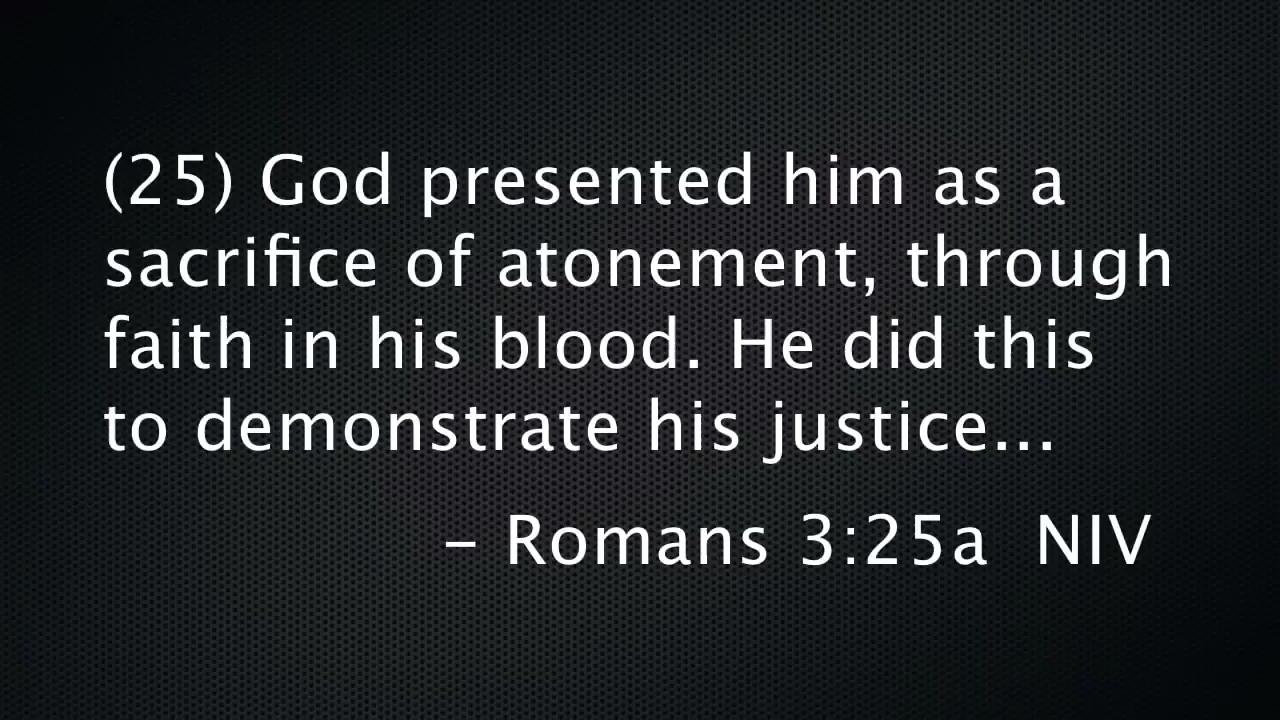 (25) God presented him as a
sacrifice of atonement, through
faith in his blood. He did this
to demonstrate his justice...
– Romans 3:25a  NIV